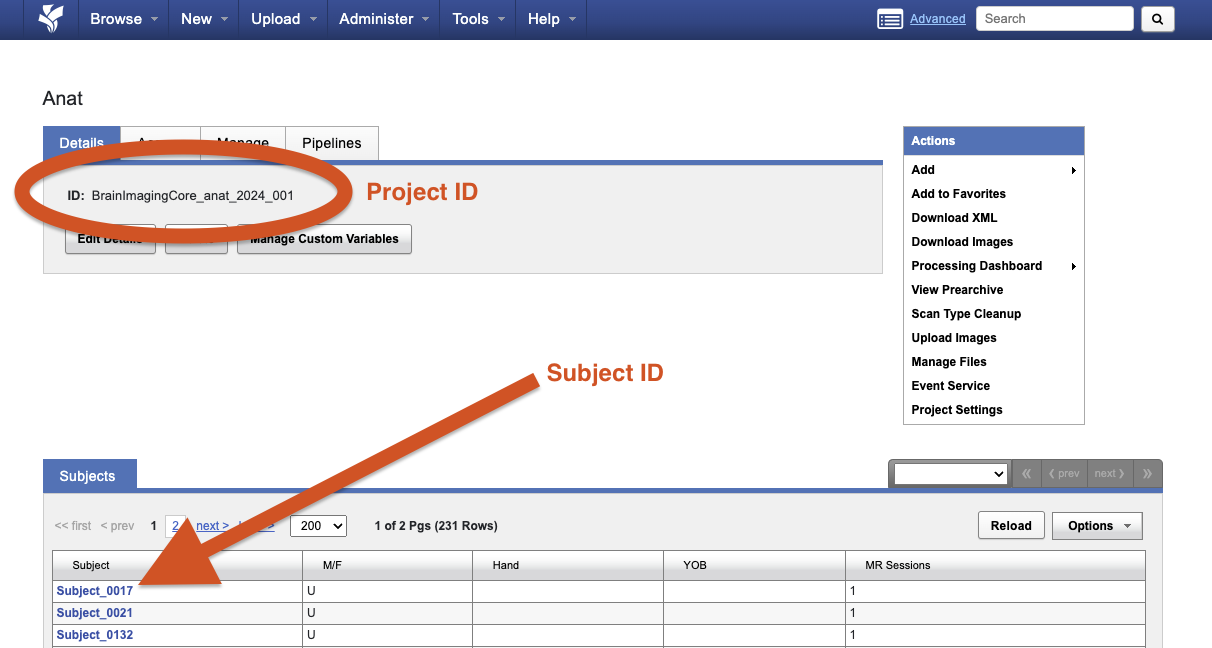 Browse New Upload Administer Tools Help Advanced Search
Anat
Details Manage Pipelines
ID: BrainImagingCore_anat_2024_001
Project ID
Edit Details Manage Custom Variables
Actions
Add
Add to Favorites
Download XML
Download Images
Processing Dashboard
View Prearchive
Scan Type Cleanup
Upload Images
Manage Files
Event Service
Project Settings
Subject ID
Subjects
« ‹ prev next › »
<< first < prev 1 2 next > 200 1 of 2 Pgs (231 Rows) Reload Options
Subject M/F Hand YOB MR Sessions
Subject_0017 U 1
Subject_0021 U 1
Subject_0132 U 1